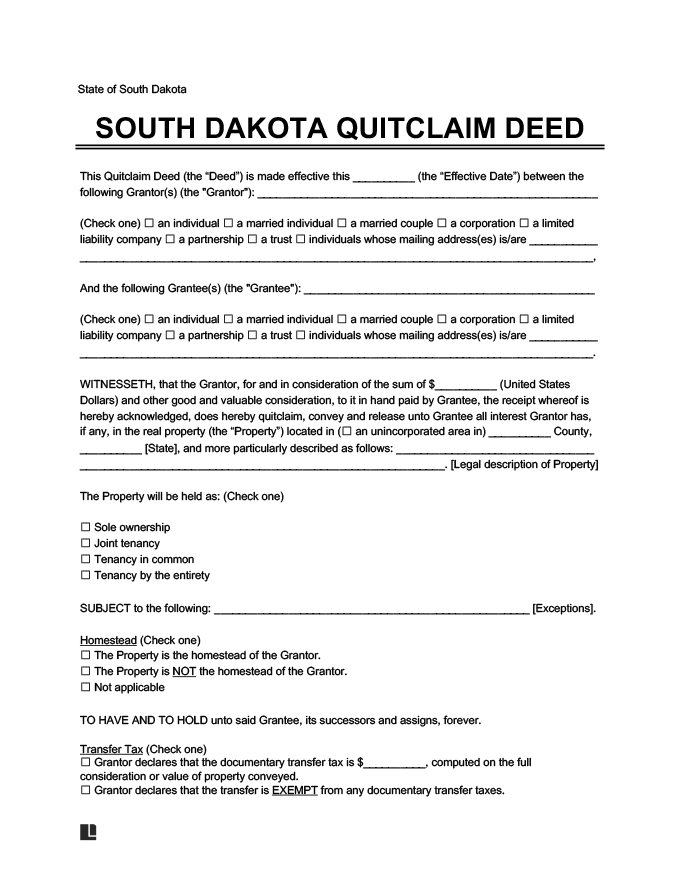 State of South Dakota
SOUTH DAKOTA QUITCLAIM DEED
This Quitclaim Deed (the “Deed”) is made effective this __________ (the “Effective Date”) between the
following Grantor(s) (the "Grantor"): _______________________________________________________
(Check one) ☐ an individual ☐ a married individual ☐ a married couple ☐ a corporation ☐ a limited
liability company ☐ a partnership ☐ a trust ☐ individuals whose mailing address(es) is/are ___________
___________________________________________________________________________________,
And the following Grantee(s) (the "Grantee"): _______________________________________________
(Check one) ☐ an individual ☐ a married individual ☐ a married couple ☐ a corporation ☐ a limited
liability company ☐ a partnership ☐ a trust ☐ individuals whose mailing address(es) is/are ___________
___________________________________________________________________________________.
WITNESSETH, that the Grantor, for and in consideration of the sum of $__________ (United States
Dollars) and other good and valuable consideration, to it in hand paid by Grantee, the receipt whereof is
hereby acknowledged, does hereby quitclaim, convey and release unto Grantee all interest Grantor has,
if any, in the real property (the “Property”) located in (☐ an unincorporated area in) __________ County,
__________ [State], and more particularly described as follows: ________________________________
___________________________________________________________. [Legal description of Property]
The Property will be held as: (Check one)
☐ Sole ownership
☐ Joint tenancy
☐ Tenancy in common
☐ Tenancy by the entirety
SUBJECT to the following: ___________________________________________________ [Exceptions].
Homestead (Check one)
☐ The Property is the homestead of the Grantor.
☐ The Property is NOT the homestead of the Grantor.
☐ Not applicable
TO HAVE AND TO HOLD unto said Grantee, its successors and assigns, forever.
Transfer Tax (Check one)
☐ Grantor declares that the documentary transfer tax is $__________, computed on the full
consideration or value of property conveyed.
☐ Grantor declares that the transfer is EXEMPT from any documentary transfer taxes.